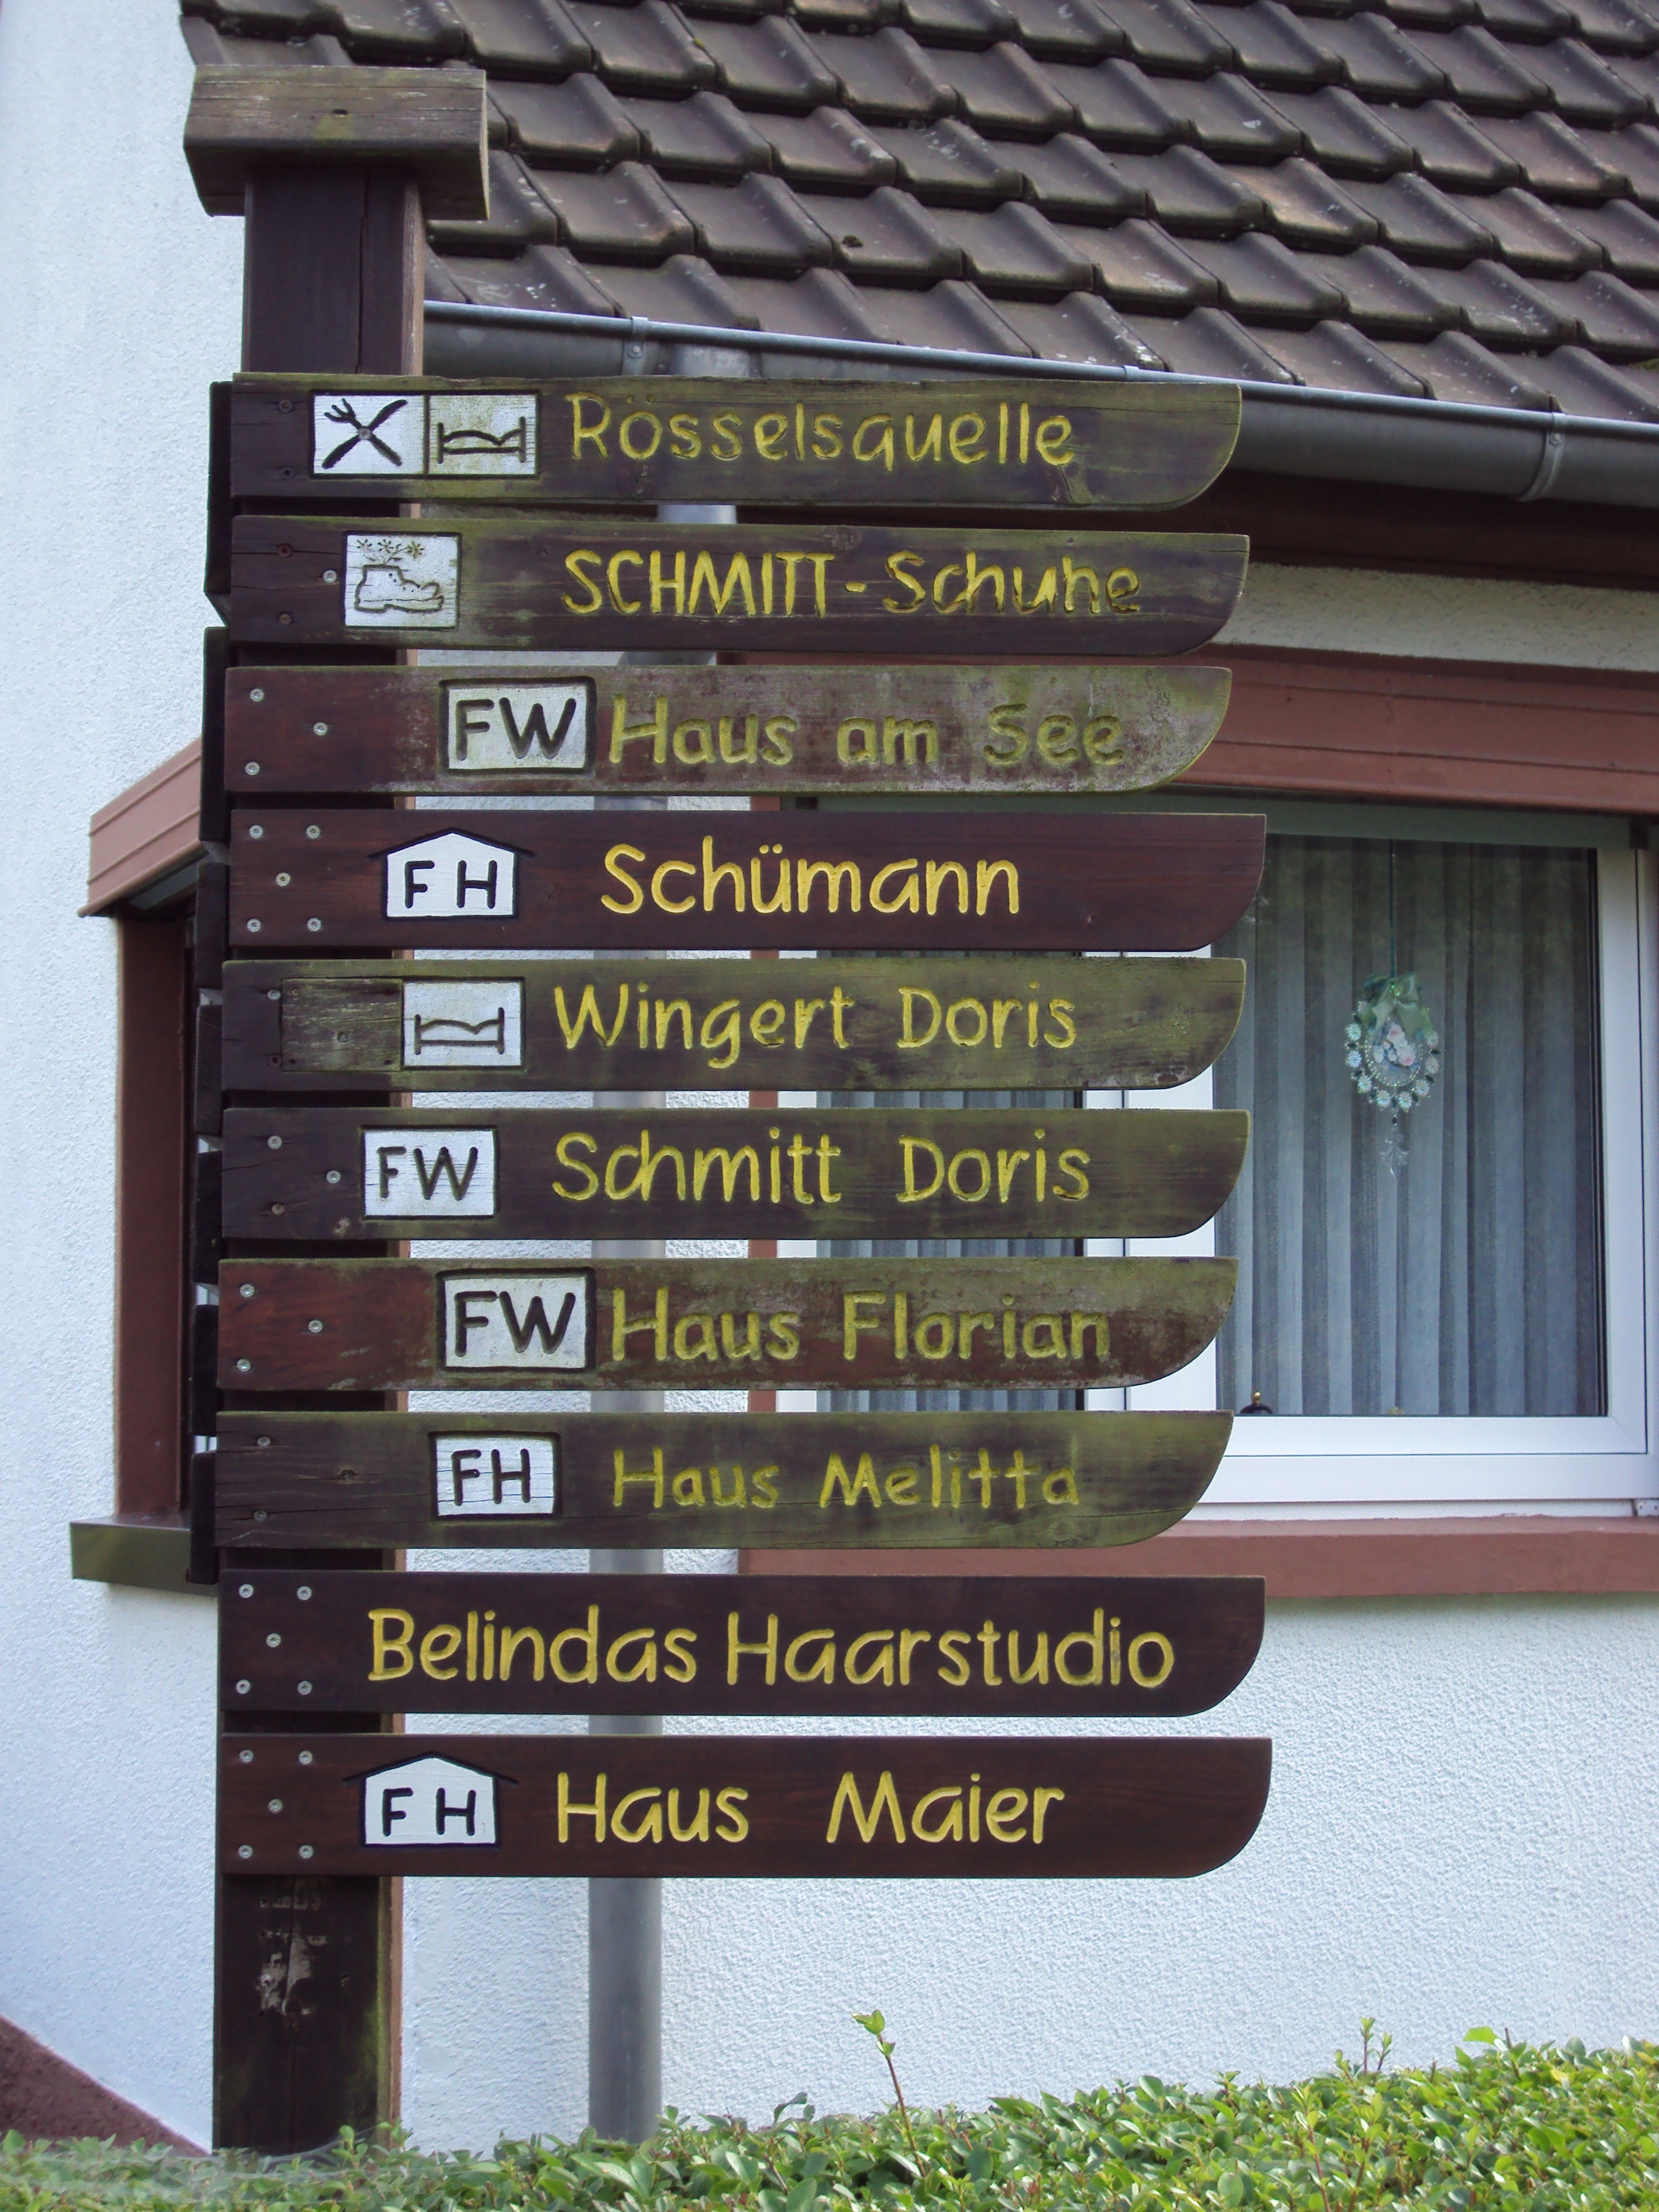 Rösselsquelle
SCHMITT-Schuhe
FW Haus am See
FH Schümann
Wingert Doris
FW Schmitt Doris
FW Haus Florian
FH Haus Melitta
Belindas Haarstudio
FH Haus Maier